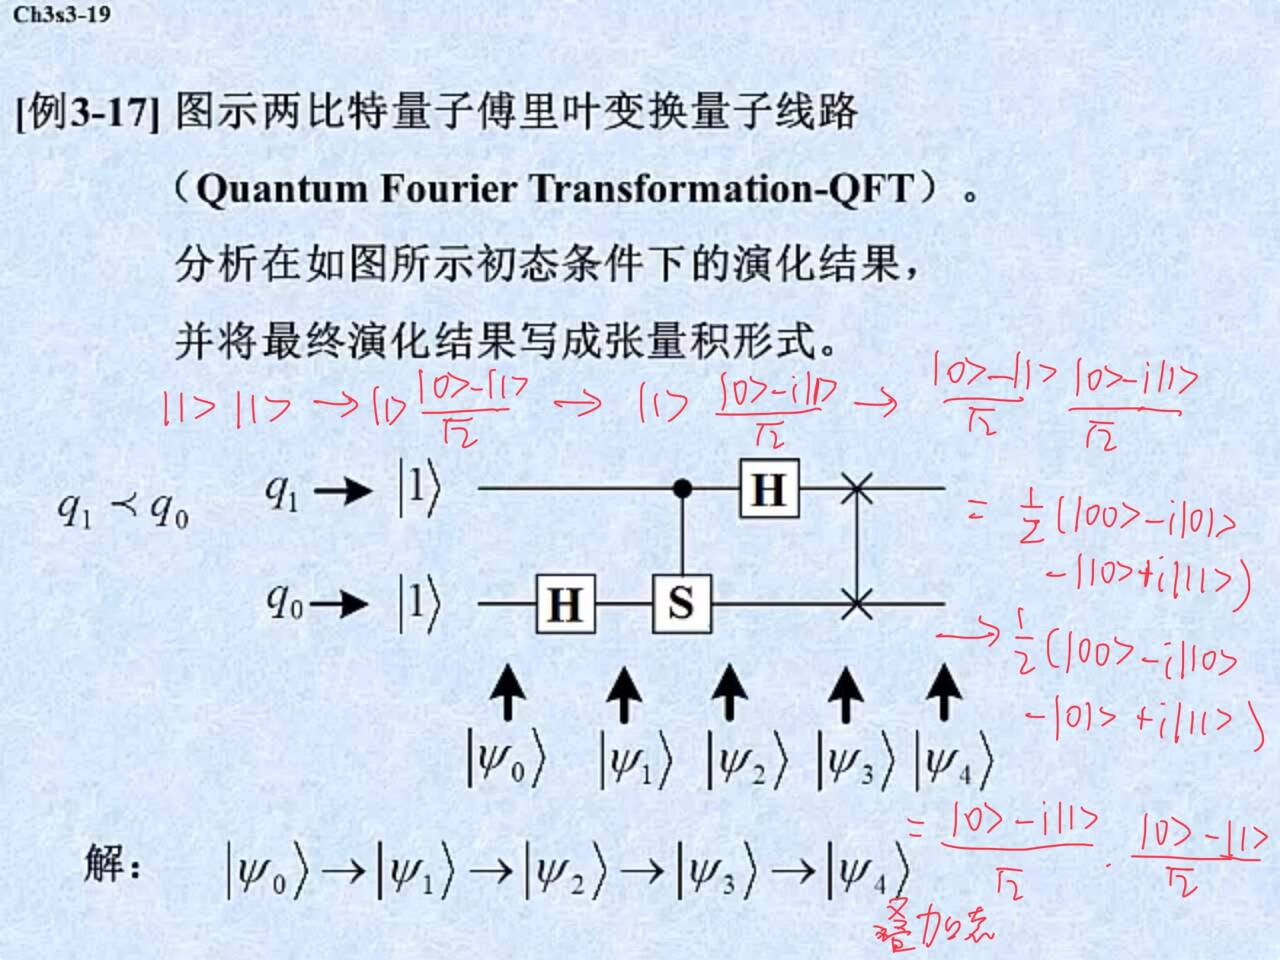 Ch3s3-19
[例3-17] 图示两比特量子傅里叶变换量子线路
（Quantum Fourier Transformation-QFT）。
分析在如图所示初态条件下的演化结果，
并将最终演化结果写成张量积形式。
|1> |1> → |1> (|0>-|1>)/√2 → |1> (|0>-i|1>)/√2 → (|0>-|1>)/√2 (|0>-i|1>)/√2
q₁ ≺ q₀
q₁ → |1⟩
H
= 1/2 (|00>-i|01>
-|10>+i|11>)
q₀ → |1⟩
H
S
→ 1/2 (|00>-i|10>
-|01>+i|11>)
|ψ₀⟩ |ψ₁⟩ |ψ₂⟩ |ψ₃⟩ |ψ₄⟩
= (|0>-i|1>)/√2 · (|0>-|1>)/√2
解： |ψ₀⟩→|ψ₁⟩→|ψ₂⟩→|ψ₃⟩→|ψ₄⟩
叠加态